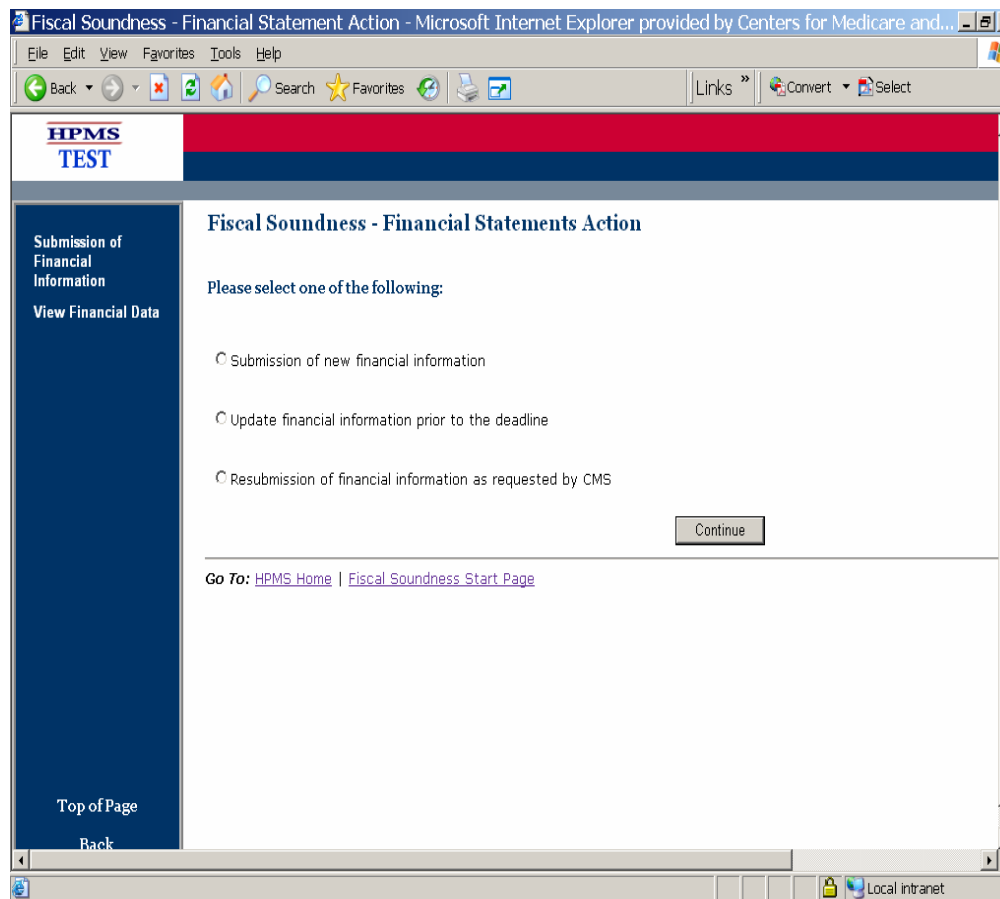 Fiscal Soundness - Financial Statement Action - Microsoft Internet Explorer provided by Centers for Medicare and...
File Edit View Favorites Tools Help
Back Search Favorites Links » Convert Select
HPMS
TEST
Submission of
Financial
Information
View Financial Data
Fiscal Soundness - Financial Statements Action
Please select one of the following:
Submission of new financial information
Update financial information prior to the deadline
Resubmission of financial information as requested by CMS
Continue
Go To: HPMS Home | Fiscal Soundness Start Page
Top of Page
Back
Local intranet